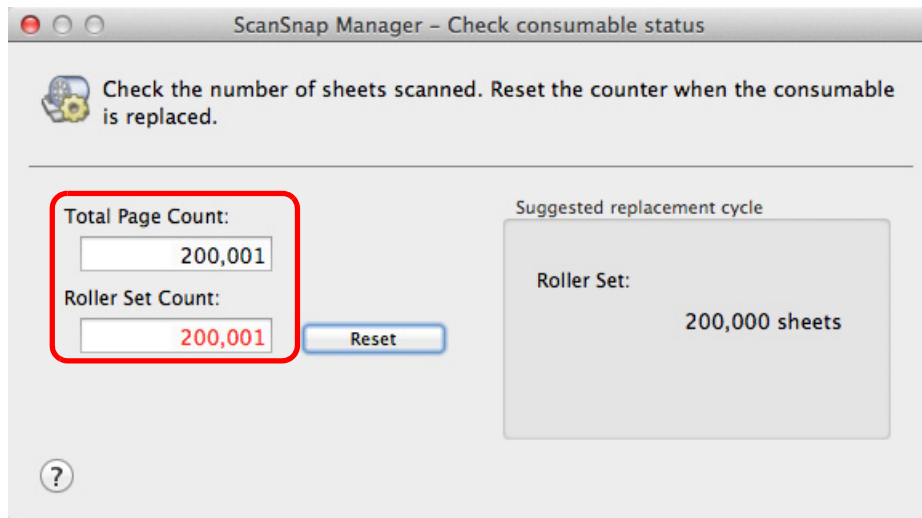 ScanSnap Manager – Check consumable status
Check the number of sheets scanned. Reset the counter when the consumable
is replaced.
Total Page Count:
200,001
Roller Set Count:
200,001
Reset
Suggested replacement cycle
Roller Set:
200,000 sheets
?